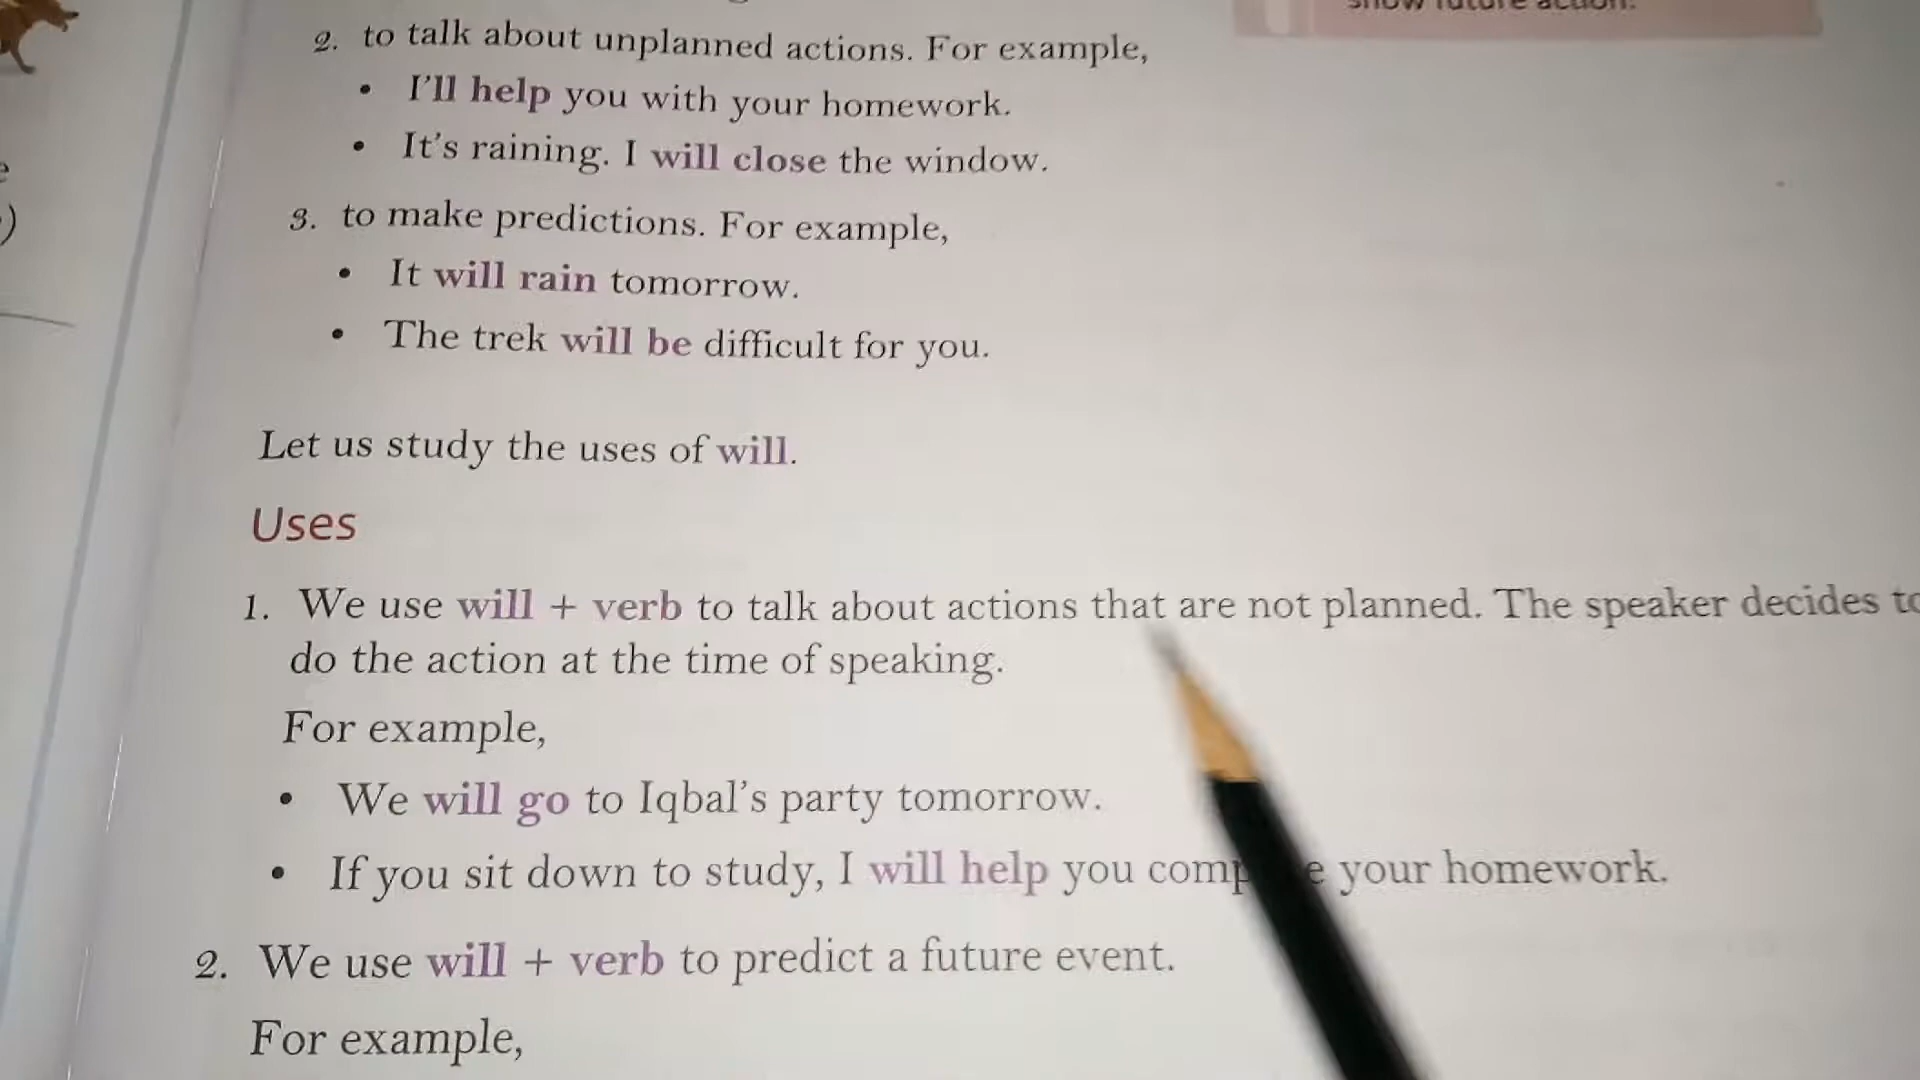 show future action.
2. to talk about unplanned actions. For example,
• I'll help you with your homework.
• It's raining. I will close the window.
3. to make predictions. For example,
• It will rain tomorrow.
• The trek will be difficult for you.
Let us study the uses of will.
Uses
1. We use will + verb to talk about actions that are not planned. The speaker decides to
do the action at the time of speaking.
For example,
• We will go to Iqbal's party tomorrow.
• If you sit down to study, I will help you your homework.
2. We use will + verb to predict a future event.
For example,